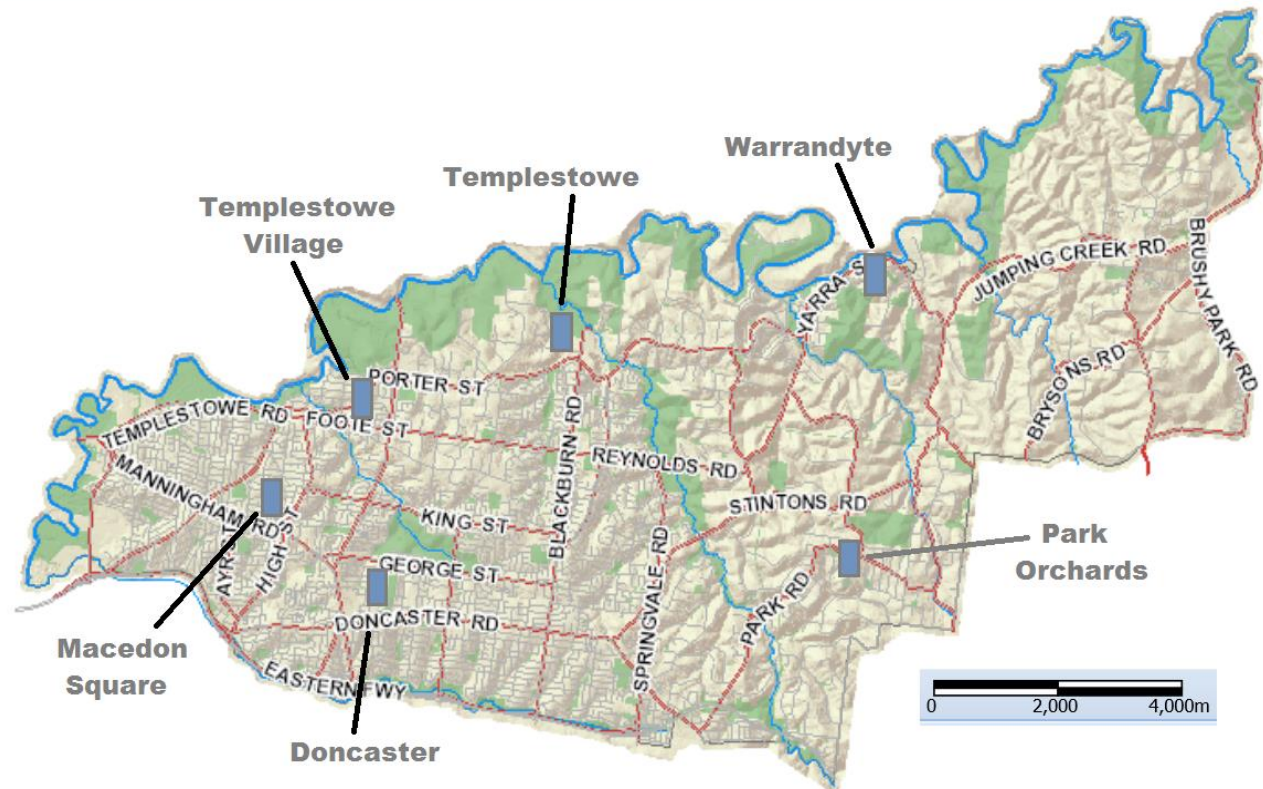 Warrandyte
Templestowe
Templestowe
Village
YARRA S
JUMPING CREEK RD
BRUSHY PARK RD
PORTER ST
TEMPLESTOWE RD
FOOTE ST
BRYSONS RD
BLACKBURN RD
REYNOLDS RD
MANNINGHAM RD
STINTONS RD
KING ST
AYR ST
HIGH ST
Park
Orchards
GEORGE ST
SPRINGVALE RD
PARK RD
DONCASTER RD
Macedon
Square
EASTERN FWY
Doncaster
0 2,000 4,000m